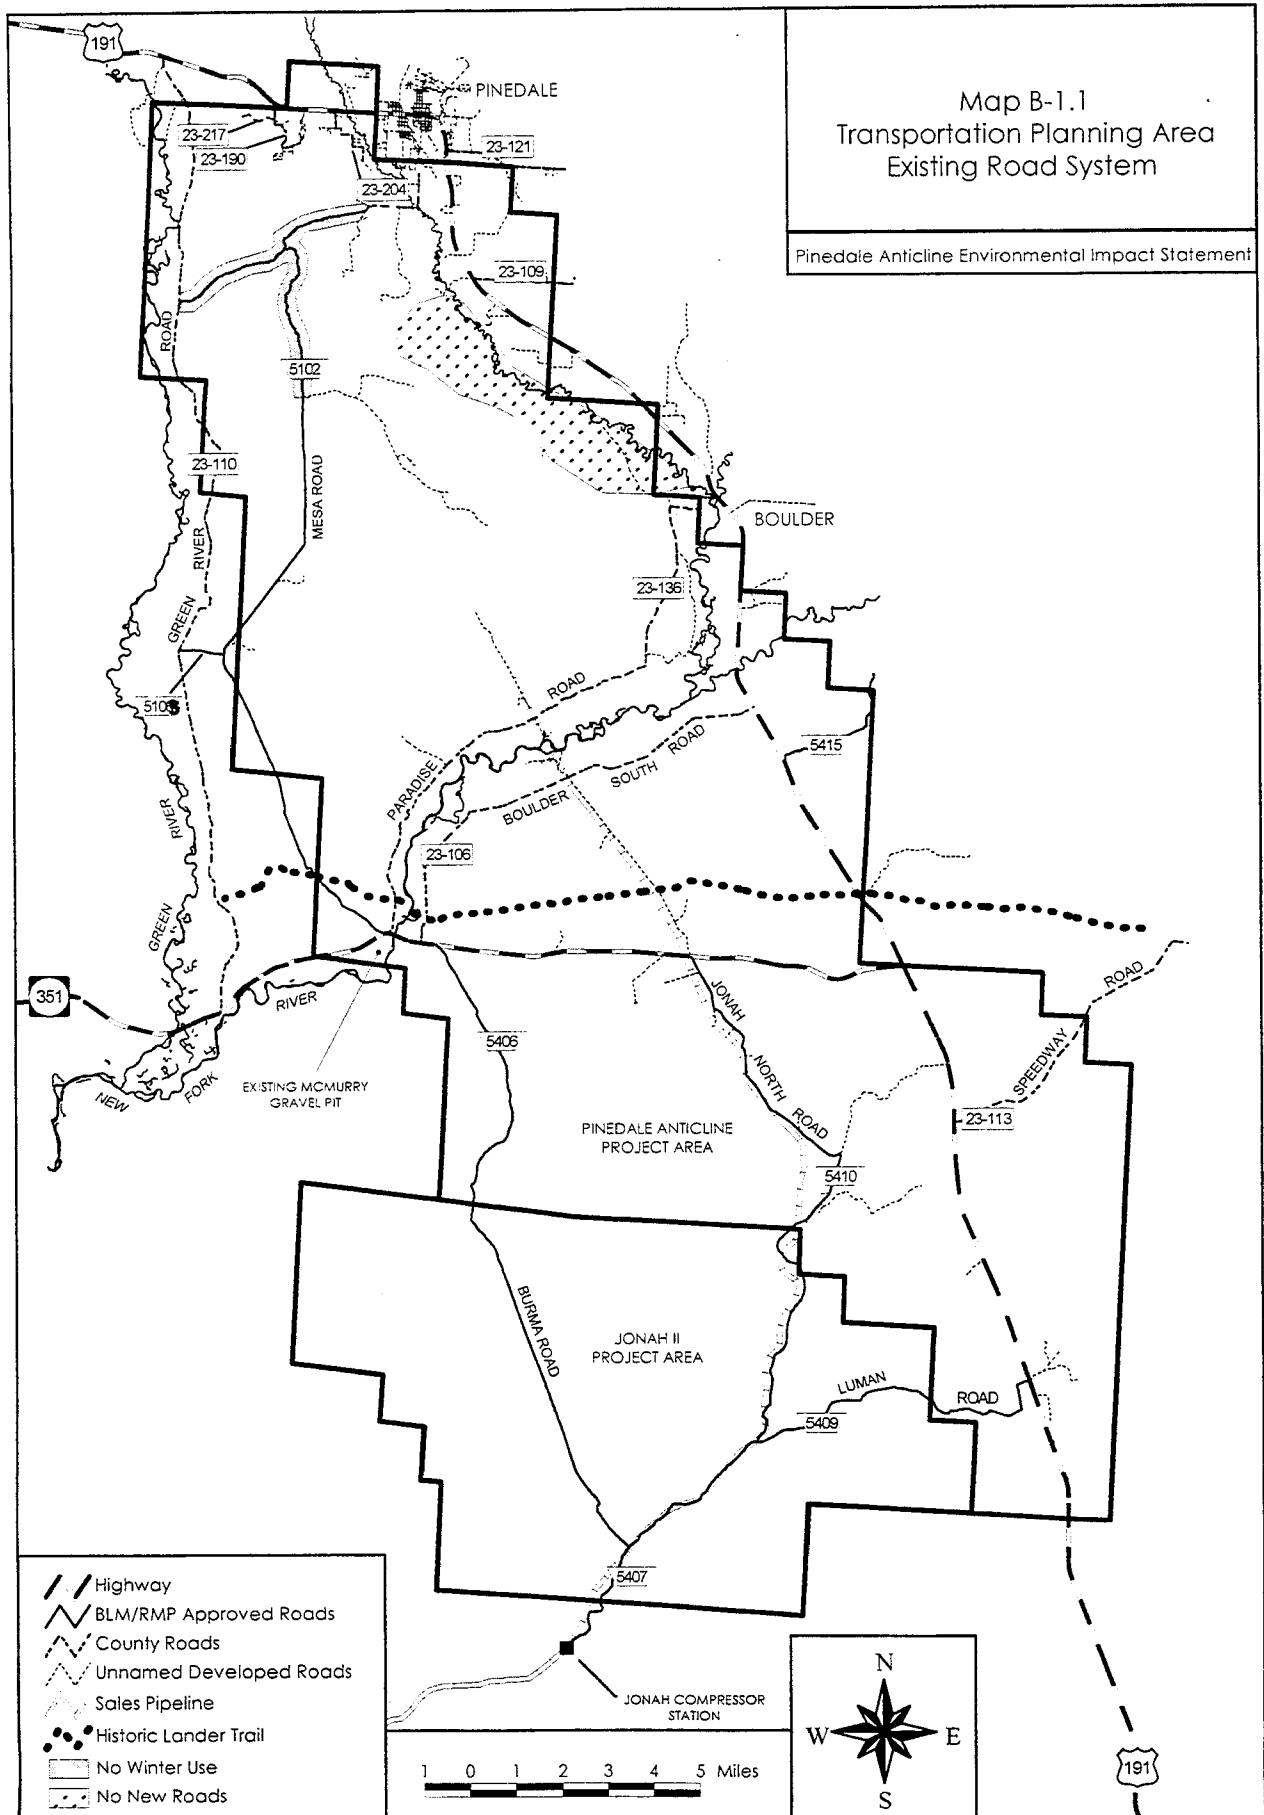 191
Map B-1.1
Transportation Planning Area
Existing Road System
Pinedale Anticline Environmental Impact Statement
PINEDALE
23-217
23-190
23-121
23-204
23-109
ROAD
5102
23-110
MESA ROAD
RIVER
GREEN
BOULDER
23-136
ROAD
PARADISE
5415
BOULDER
SOUTH
ROAD
RIVER
GREEN
23-106
351
RIVER
NEW
FORK
EXISTING MCMURRY
GRAVEL PIT
5406
JONAH
NORTH
ROAD
ROAD
SPEEDWAY
23-113
PINEDALE ANTICLINE
PROJECT AREA
5410
BURMA ROAD
JONAH II
PROJECT AREA
LUMAN
ROAD
5409
5407
JONAH COMPRESSOR
STATION
Highway
BLM/RMP Approved Roads
County Roads
Unnamed Developed Roads
Sales Pipeline
Historic Lander Trail
No Winter Use
No New Roads
1 0 1 2 3 4 5 Miles
N
W E
S
191